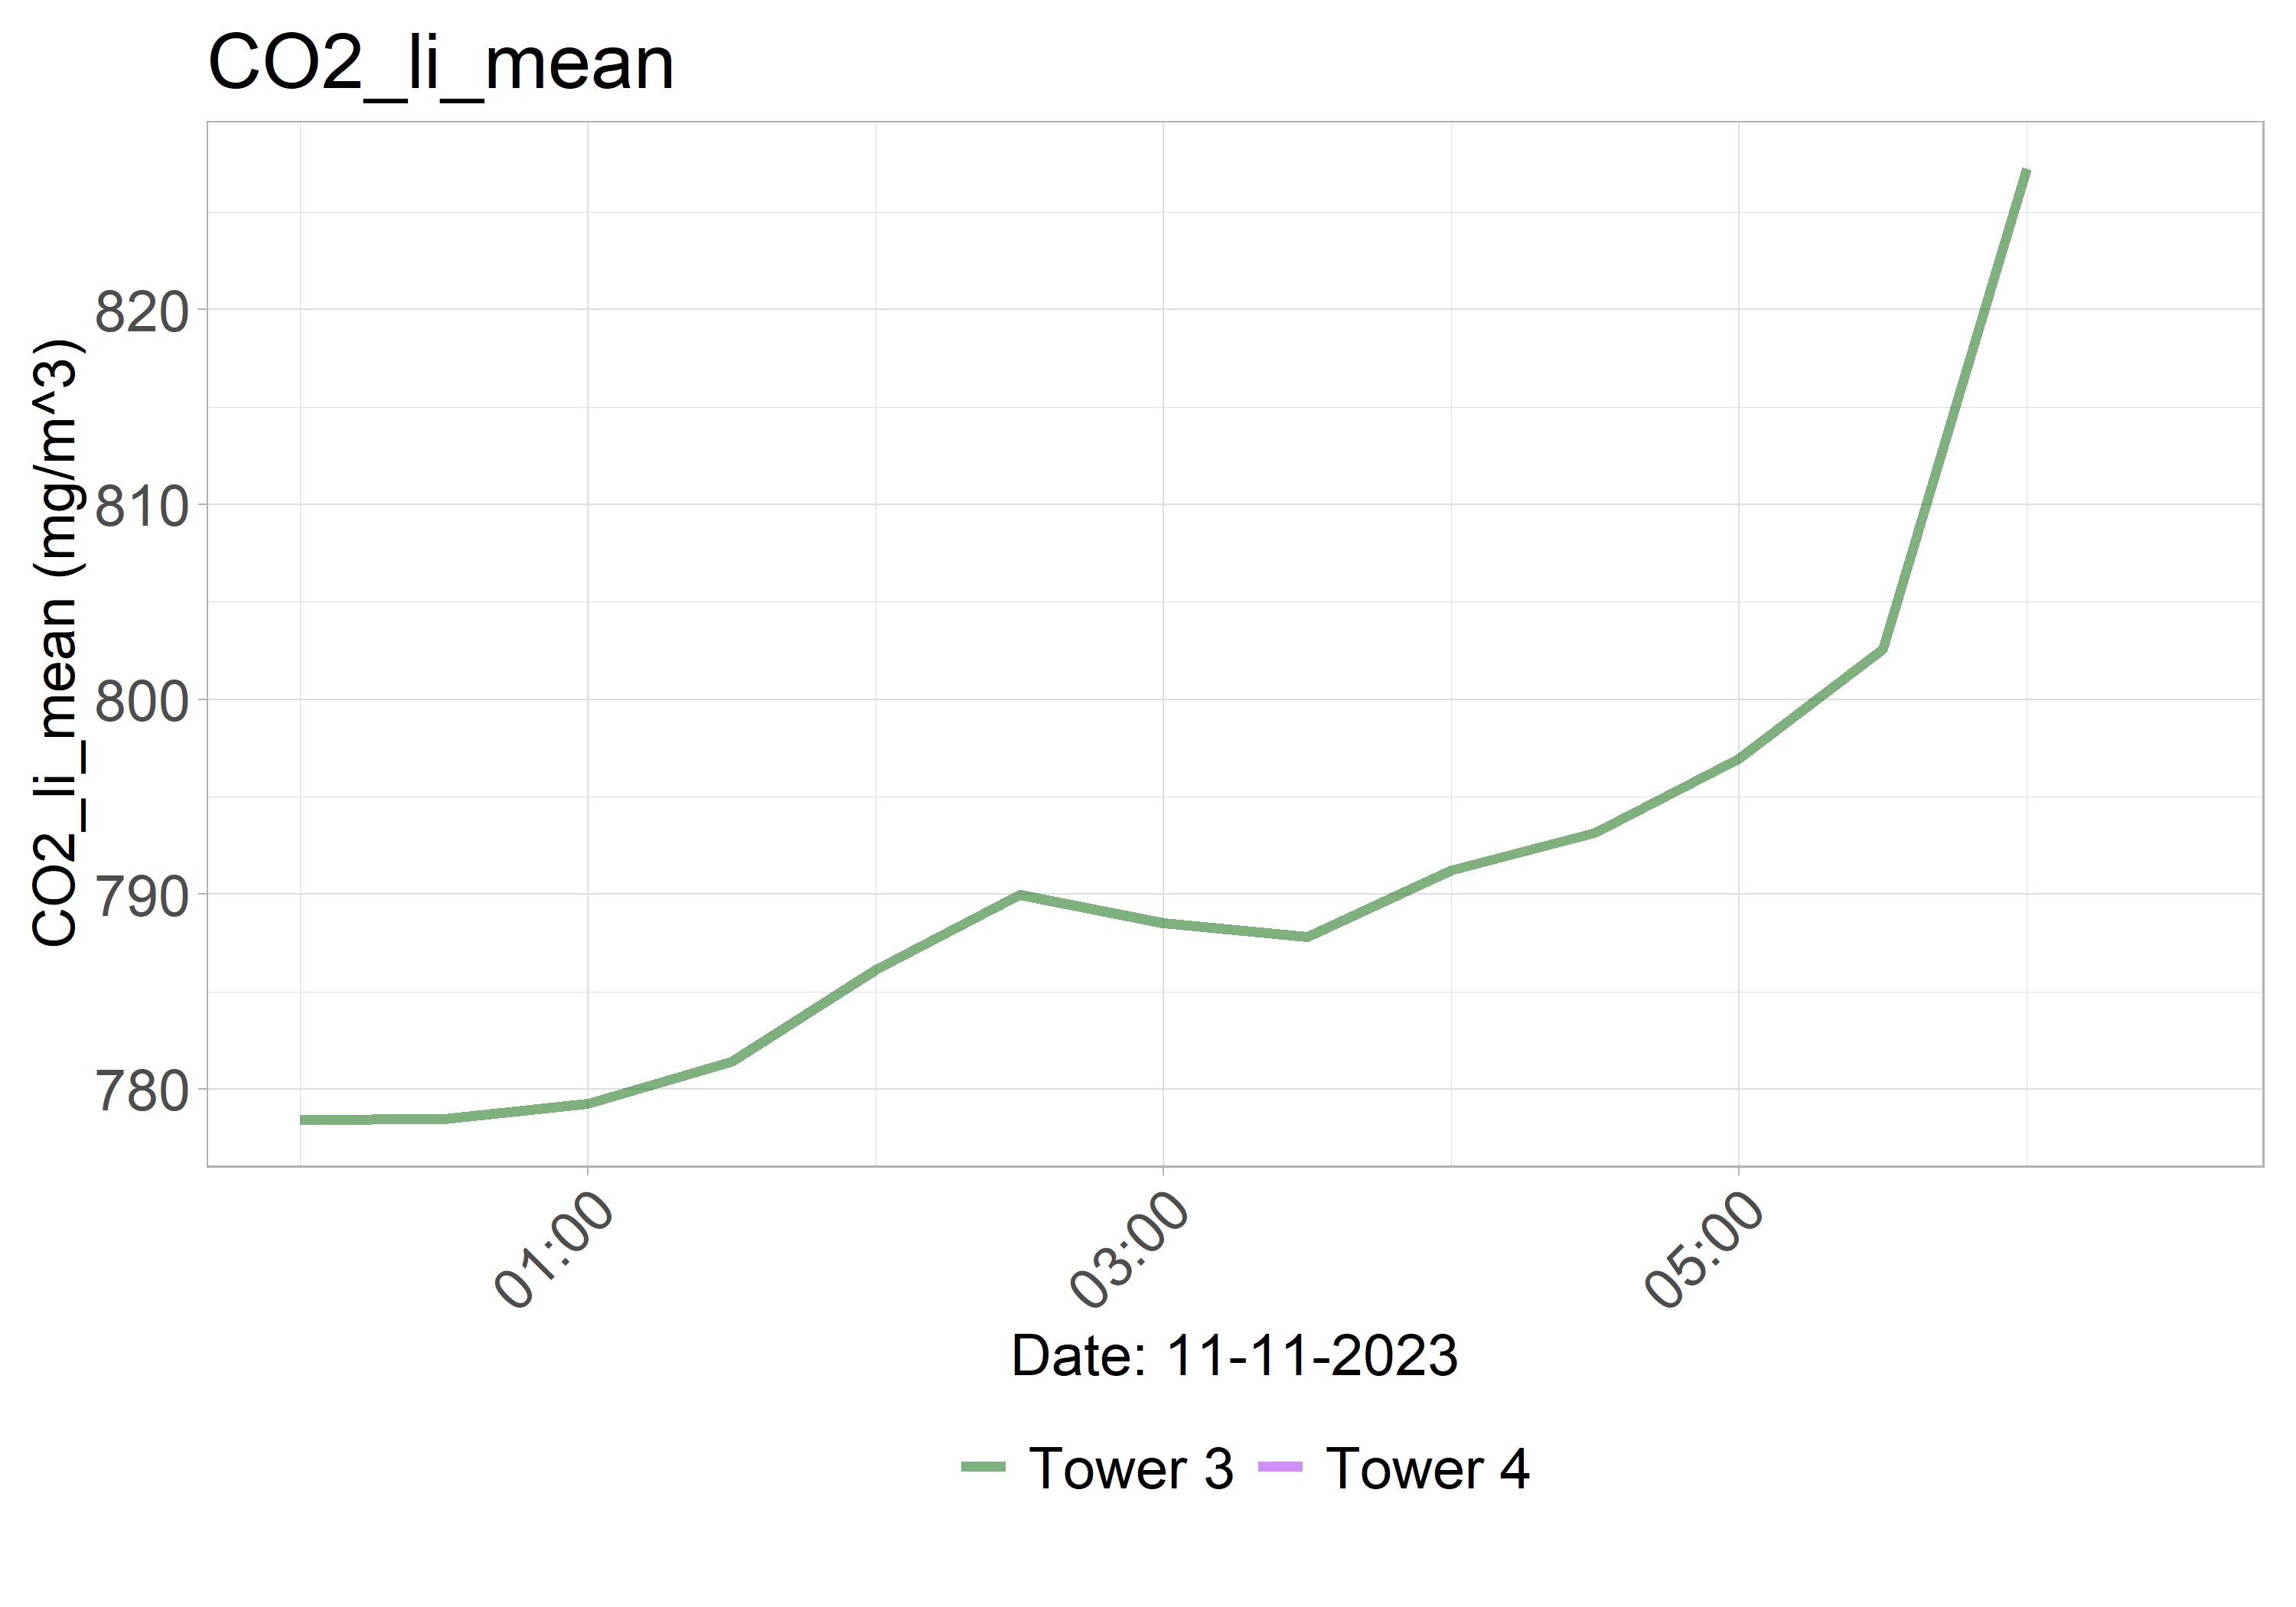 CO2_li_mean
CO2_li_mean (mg/m^3)
820
810
800
790
780
01:00
03:00
05:00
Date: 11-11-2023
Tower 3
Tower 4